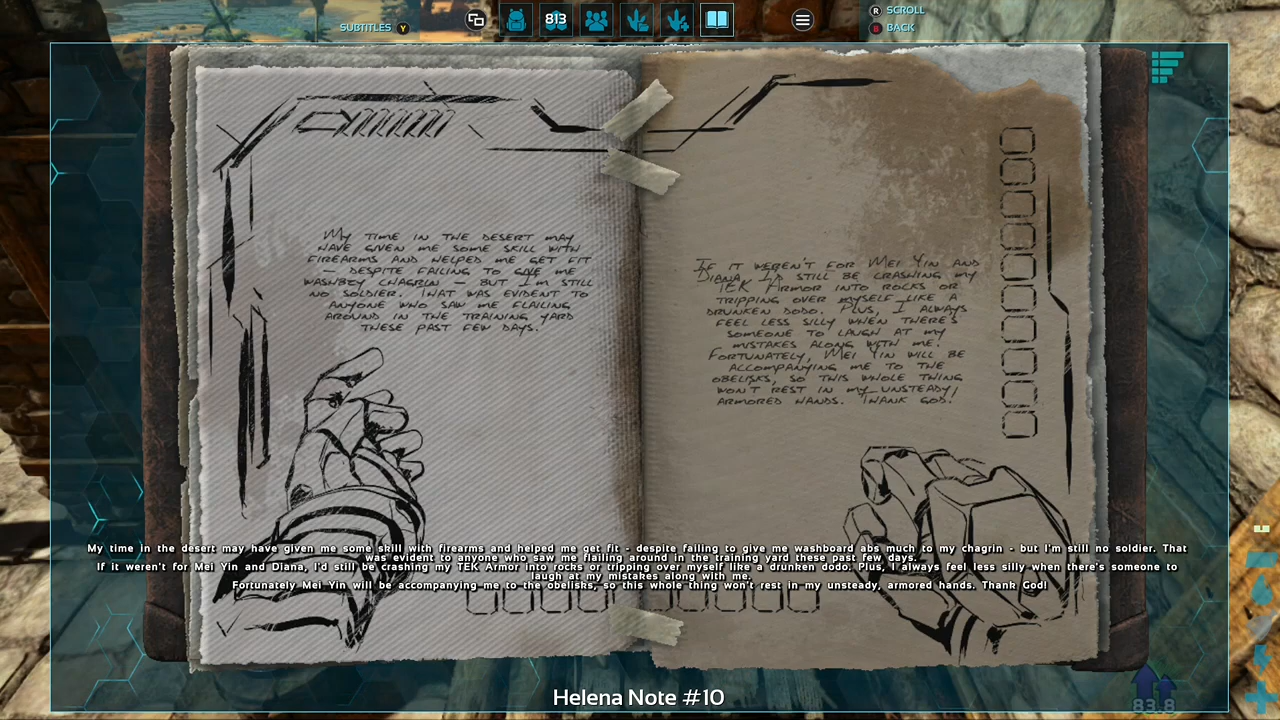 SUBTITLES Y
813
R SCROLL
B BACK
MY TIME IN THE DESERT MAY
HAVE GIVEN ME SOME SKILL WITH
FIREARMS AND HELPED ME GET FIT
– DESPITE FAILING TO GIVE ME
WASHBEY CHAGRIN – BUT I'M STILL
NO SOLDIER. THAT WAS EVIDENT TO
ANYONE WHO SAW ME FLAILING
AROUND IN THE TRAINING YARD
THESE PAST FEW DAYS.
IF IT WEREN'T FOR MEI YIN AND
DIANA I'D STILL BE CRASHING MY
TEK ARMOR INTO ROCKS OR
TRIPPING OVER MYSELF LIKE A
DRUNKEN DODO. PLUS, I ALWAYS
FEEL LESS SILLY WHEN THERE'S
SOMEONE TO LAUGH AT MY
MISTAKES ALONG WITH ME.
FORTUNATELY, MEI YIN WILL BE
ACCOMPANYING ME TO THE
OBELISKS, SO THIS WHOLE THING
WON'T REST IN MY UNSTEADY,
ARMORED HANDS. THANK GOD.
My time in the desert may have given me some skill with firearms and helped me get fit - despite failing to give me washboard abs much to my chagrin - but I'm still no soldier. That
was evident to anyone who saw me flailing around in the training yard these past few days.
If it weren't for Mei Yin and Diana, I'd still be crashing my TEK Armor into rocks or tripping over myself like a drunken dodo. Plus, I always feel less silly when there's someone to
laugh at my mistakes along with me.
Fortunately Mei Yin will be accompanying me to the obelisks, so this whole thing won't rest in my unsteady, armored hands. Thank God!
Helena Note #10
83.8